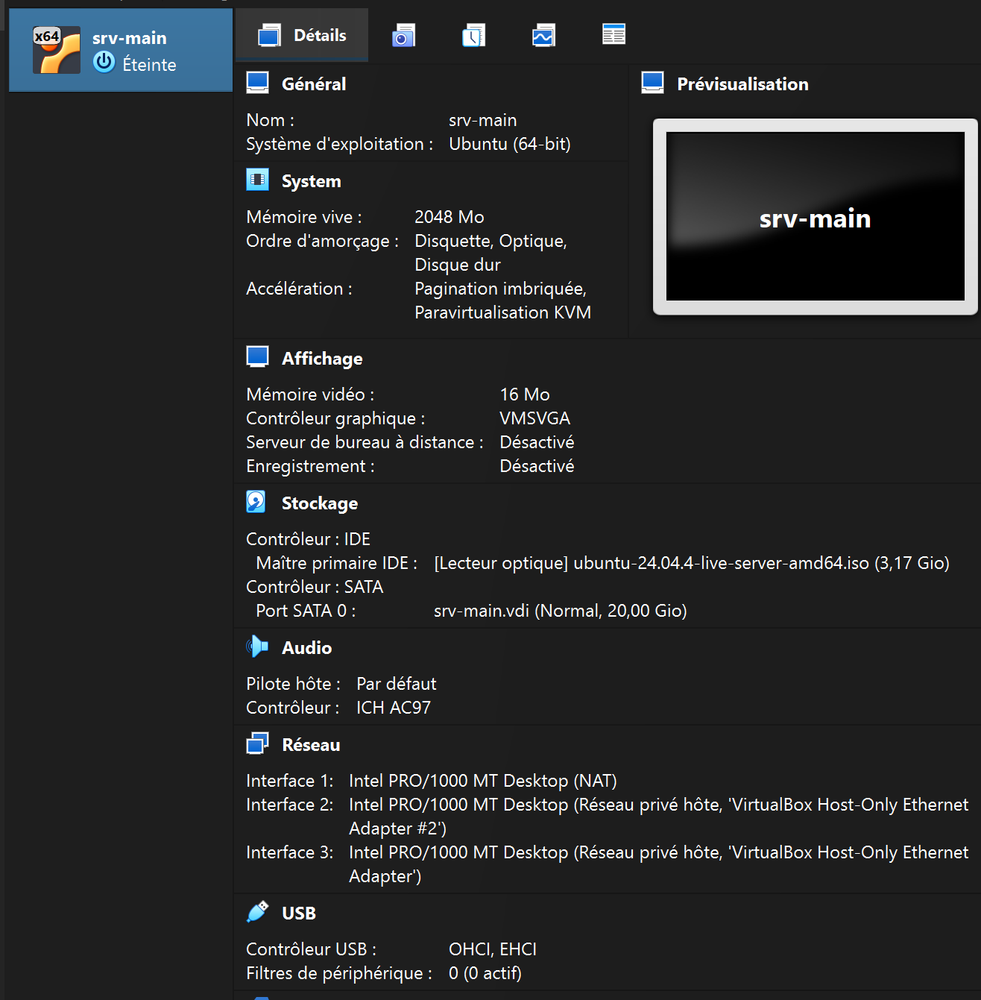 x64
srv-main
Éteinte
Détails
Général
Nom : srv-main
Système d'exploitation : Ubuntu (64-bit)
Prévisualisation
srv-main
System
Mémoire vive : 2048 Mo
Ordre d'amorçage : Disquette, Optique,
Disque dur
Accélération : Pagination imbriquée,
Paravirtualisation KVM
Affichage
Mémoire vidéo : 16 Mo
Contrôleur graphique : VMSVGA
Serveur de bureau à distance : Désactivé
Enregistrement : Désactivé
Stockage
Contrôleur : IDE
Maître primaire IDE : [Lecteur optique] ubuntu-24.04.4-live-server-amd64.iso (3,17 Gio)
Contrôleur : SATA
Port SATA 0 : srv-main.vdi (Normal, 20,00 Gio)
Audio
Pilote hôte : Par défaut
Contrôleur : ICH AC97
Réseau
Interface 1: Intel PRO/1000 MT Desktop (NAT)
Interface 2: Intel PRO/1000 MT Desktop (Réseau privé hôte, 'VirtualBox Host-Only Ethernet
Adapter #2')
Interface 3: Intel PRO/1000 MT Desktop (Réseau privé hôte, 'VirtualBox Host-Only Ethernet
Adapter')
USB
Contrôleur USB : OHCI, EHCI
Filtres de périphérique : 0 (0 actif)